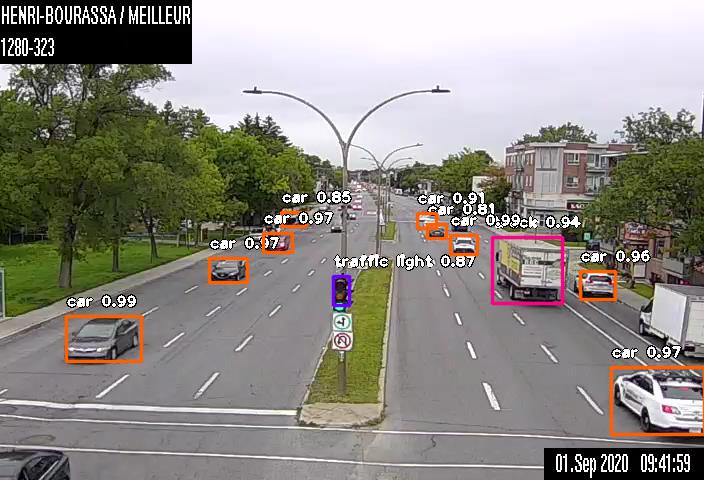 HENRI-BOURASSA / MEILLEUR
1280-323
car 0.85
car 0.91
car 0.97
car 0.81
car 0.99
ck 0.94
car 0.97
car 0.96
traffic light 0.87
car 0.99
car 0.97
01.Sep 2020 09:41:59